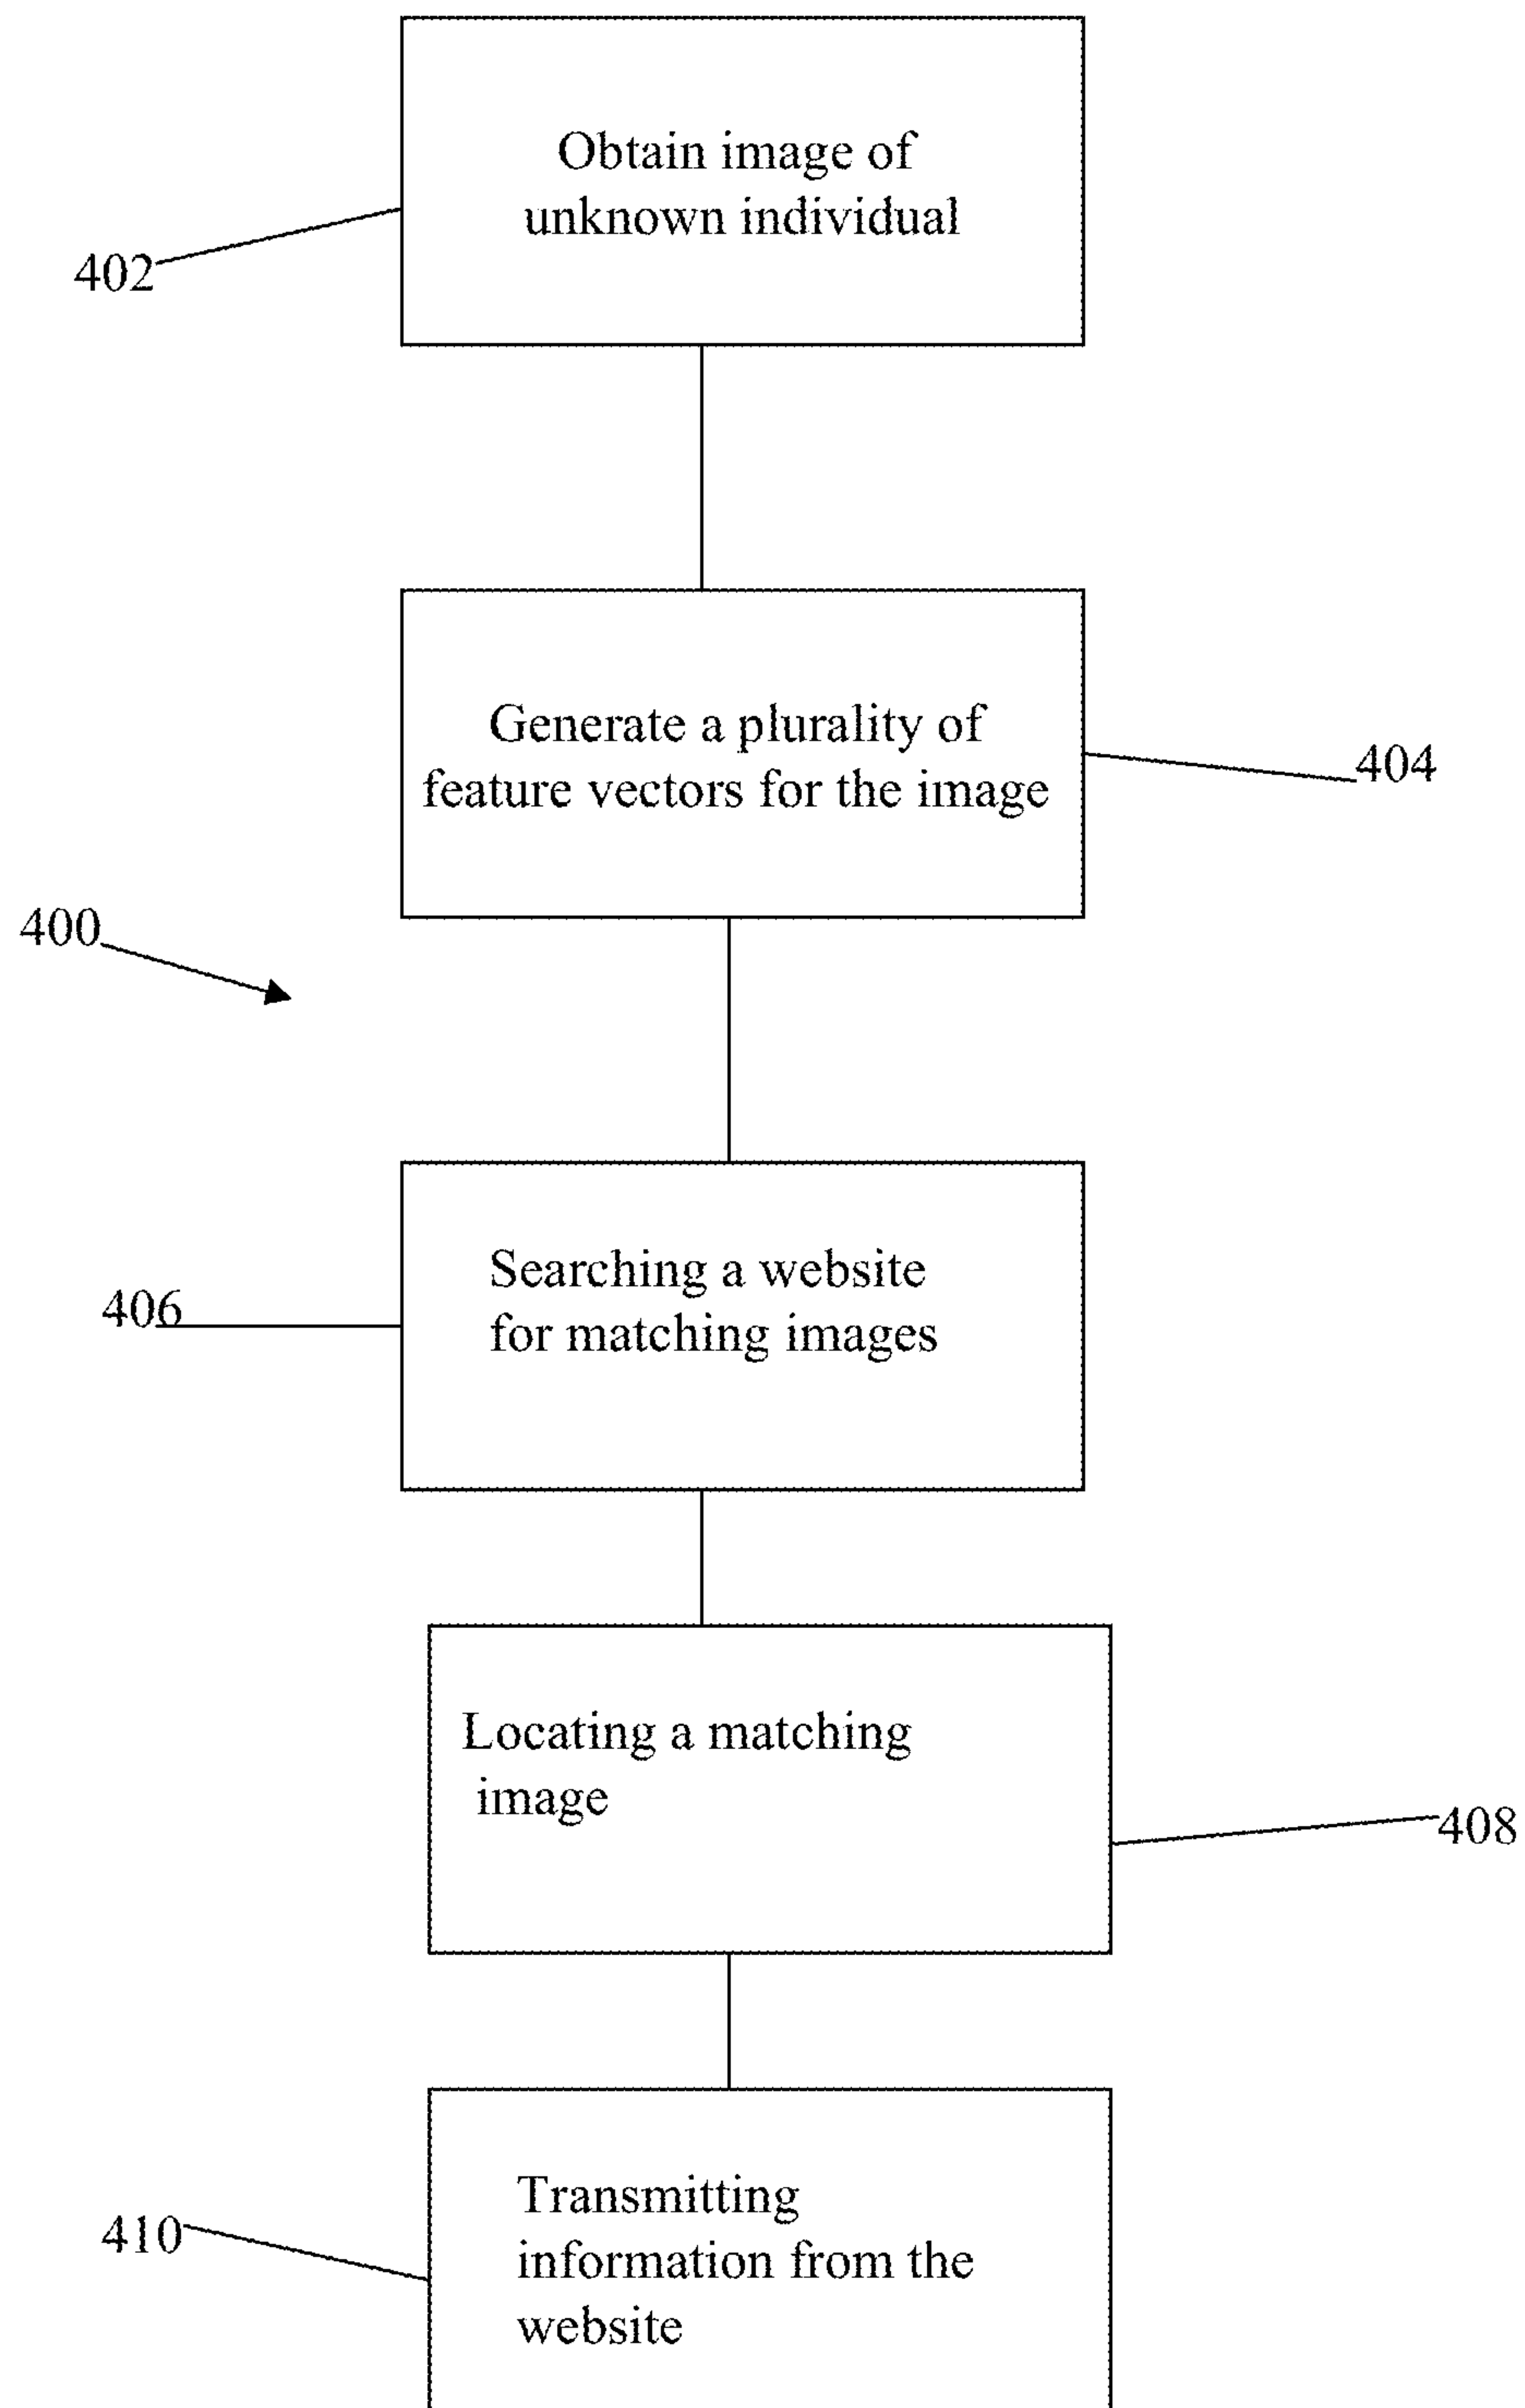 Obtain image of
unknown individual
402
Generate a plurality of
feature vectors for the image
404
400
Searching a website
for matching images
406
Locating a matching
image
408
Transmitting
information from the
website
410